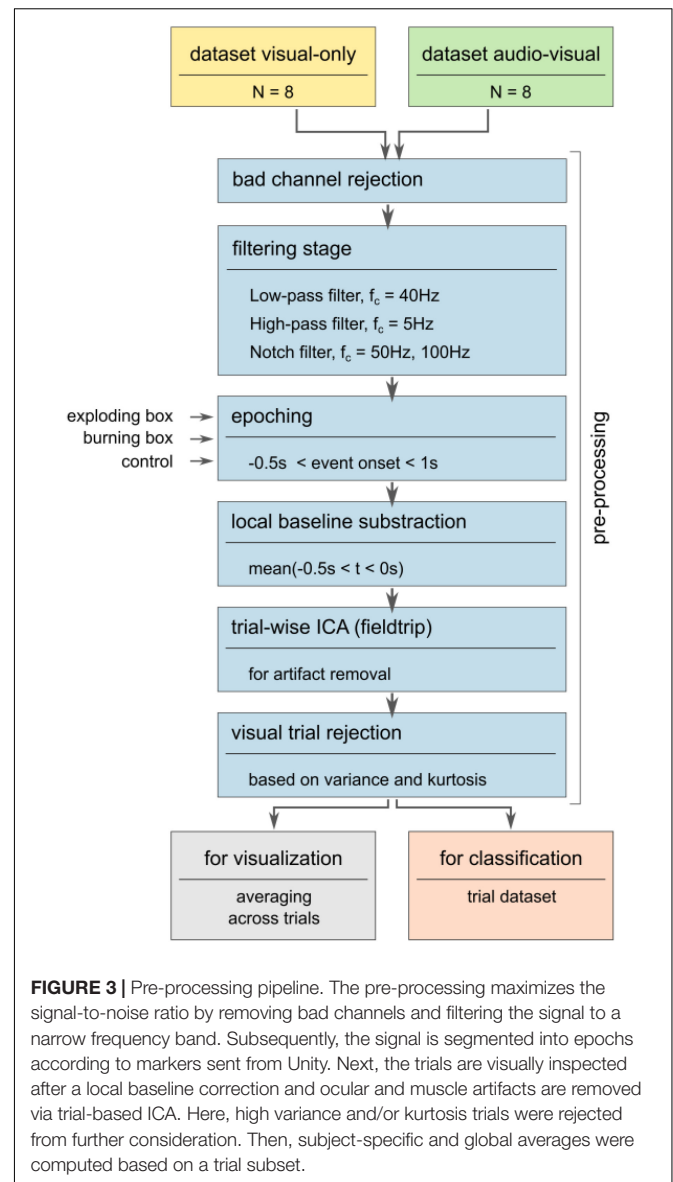 dataset visual-only
N = 8
dataset audio-visual
N = 8
bad channel rejection
filtering stage
Low-pass filter, fc = 40Hz
High-pass filter, fc = 5Hz
Notch filter, fc = 50Hz, 100Hz
exploding box
burning box
control
epoching
-0.5s < event onset < 1s
local baseline substraction
mean(-0.5s < t < 0s)
trial-wise ICA (fieldtrip)
for artifact removal
visual trial rejection
based on variance and kurtosis
pre-processing
for visualization
averaging
across trials
for classification
trial dataset
FIGURE 3 | Pre-processing pipeline. The pre-processing maximizes the
signal-to-noise ratio by removing bad channels and filtering the signal to a
narrow frequency band. Subsequently, the signal is segmented into epochs
according to markers sent from Unity. Next, the trials are visually inspected
after a local baseline correction and ocular and muscle artifacts are removed
via trial-based ICA. Here, high variance and/or kurtosis trials were rejected
from further consideration. Then, subject-specific and global averages were
computed based on a trial subset.